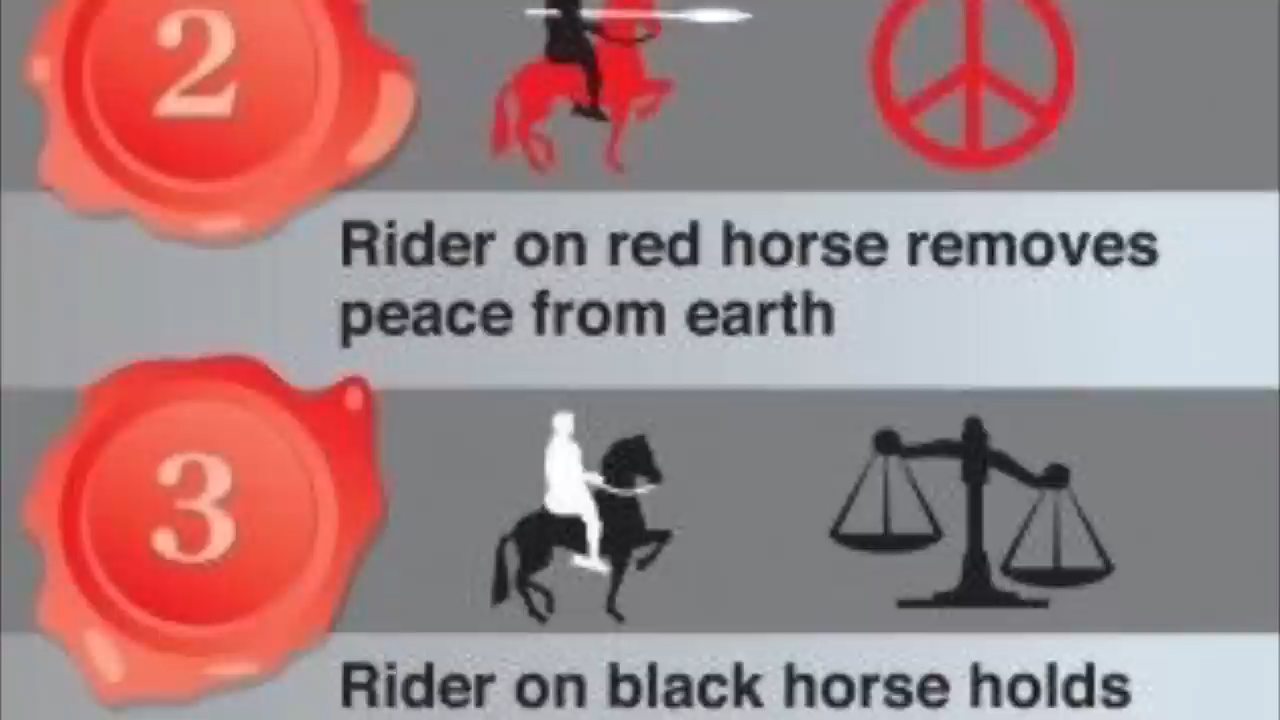 2
Rider on red horse removes
peace from earth
3
Rider on black horse holds